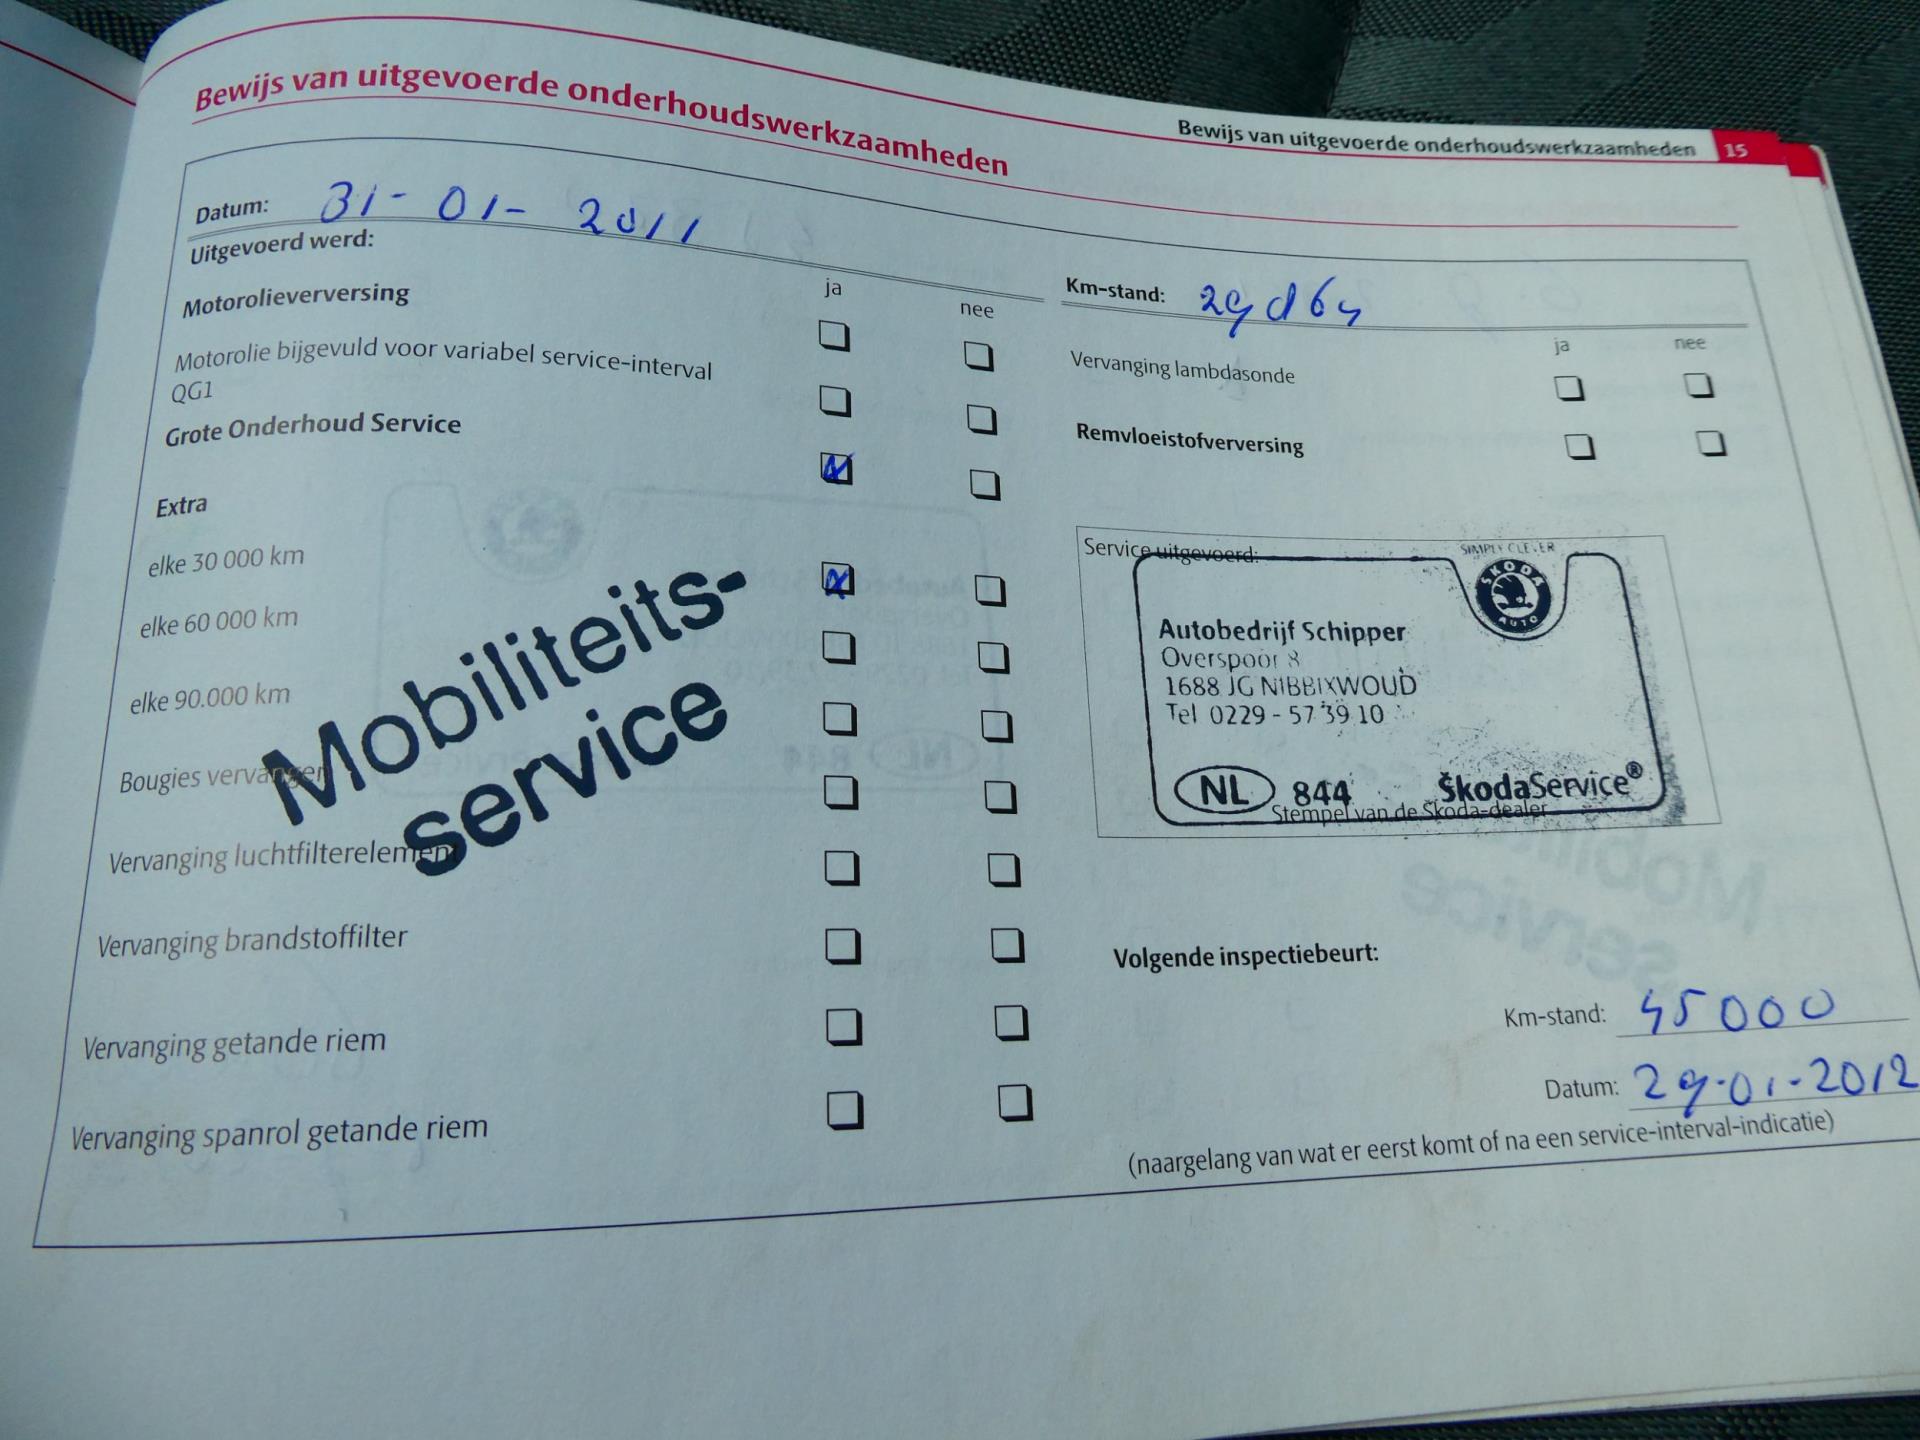 Bewijs van uitgevoerde onderhoudswerkzaamheden
Bewijs van uitgevoerde onderhoudswerkzaamheden 15
Datum: 31-01-2011
Uitgevoerd werd:
ja nee
Motorolieverversing
Motorolie bijgevuld voor variabel service-interval
QG1
Grote Onderhoud Service
Extra
elke 30 000 km
elke 60 000 km
elke 90.000 km
Bougies vervangen
Vervanging luchtfilterelement
Vervanging brandstoffilter
Vervanging getande riem
Vervanging spanrol getande riem
Mobiliteits-
service
Km-stand:
ja nee
Vervanging lambdasonde
Remvloeistofverversing
Service uitgevoerd:
SIMPLY CLEVER
SKODA
AUTO
Autobedrijf Schipper
Overspoor 8
1688 JG NIBBIXWOUD
Tel 0229 - 57 39 10
NL 844 ŠkodaService®
Stempel van de Škoda-dealer
Volgende inspectiebeurt:
Km-stand: 45000
Datum: 29-01-2012
(naargelang van wat er eerst komt of na een service-interval-indicatie)